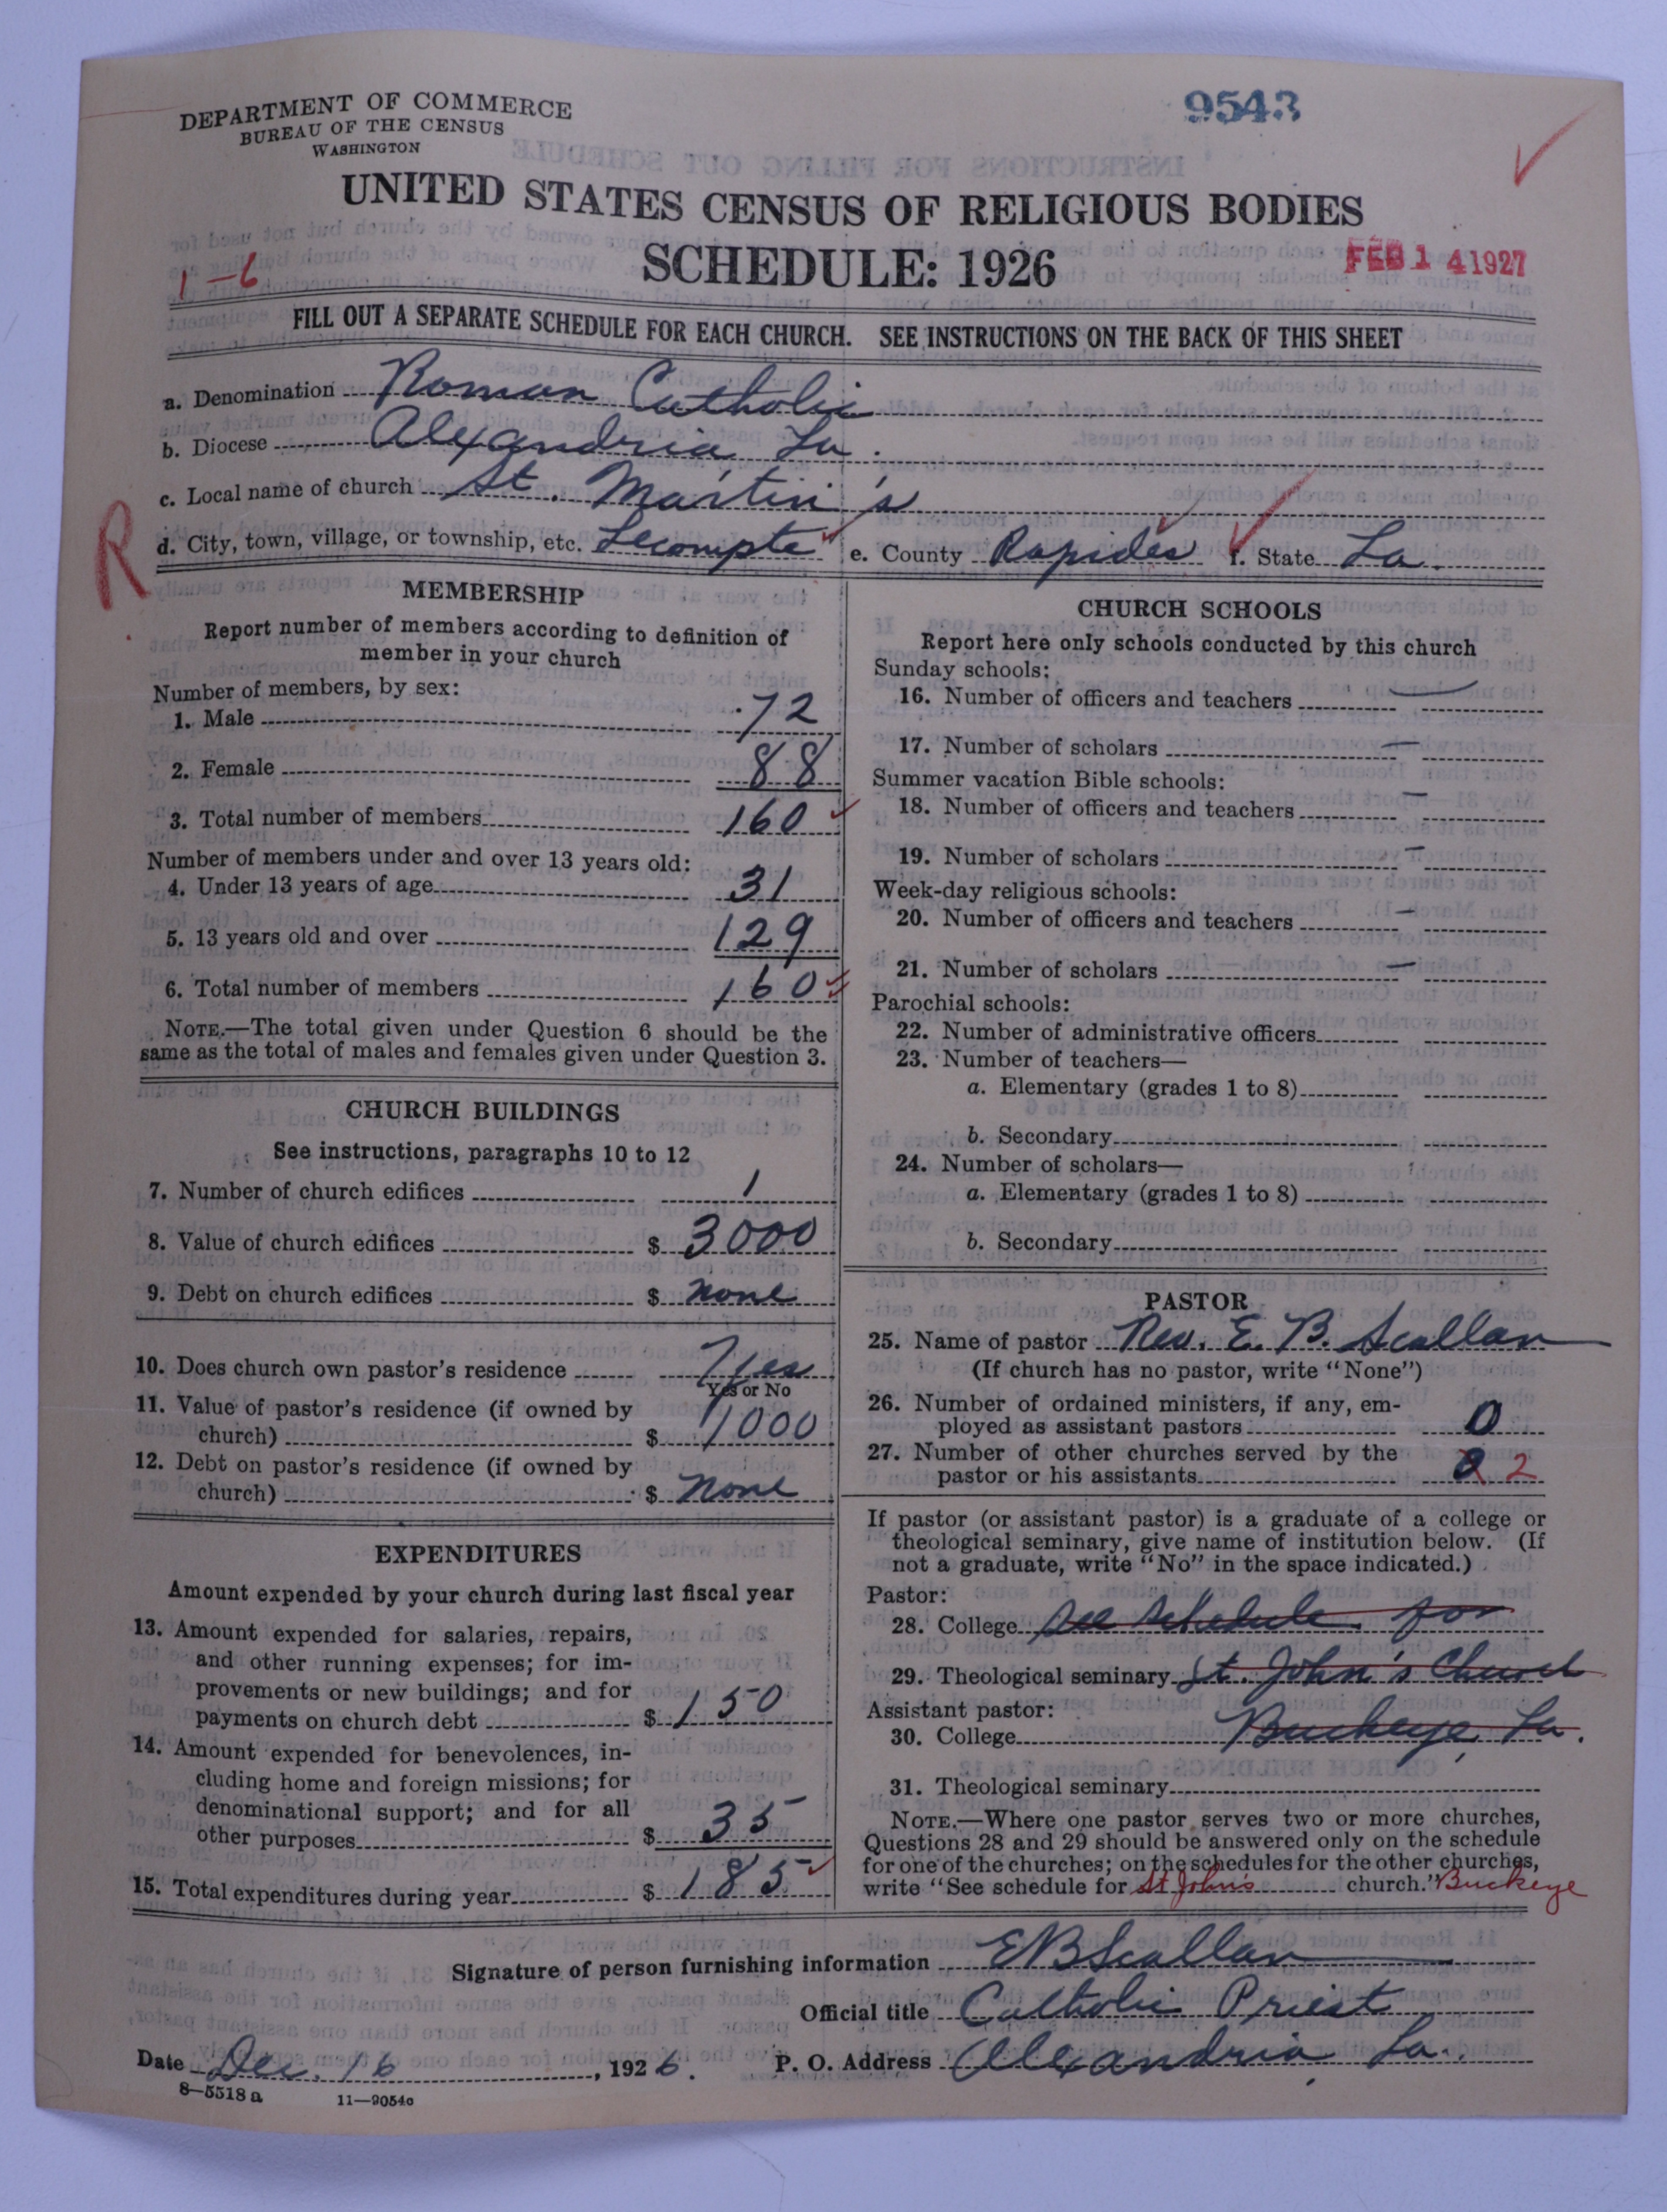 DEPARTMENT OF COMMERCE
BUREAU OF THE CENSUS
WASHINGTON
9543
UNITED STATES CENSUS OF RELIGIOUS BODIES
SCHEDULE: 1926
1-6
FEB 14 1927
FILL OUT A SEPARATE SCHEDULE FOR EACH CHURCH. SEE INSTRUCTIONS ON THE BACK OF THIS SHEET
a. Denomination Roman Catholic
b. Diocese Alexandria, La.
c. Local name of church St. Martin's
R
d. City, town, village, or township, etc. Lecompte e. County Rapides f. State La.
MEMBERSHIP
Report number of members according to definition of
member in your church
Number of members, by sex:
1. Male 72
2. Female 88
3. Total number of members 160
Number of members under and over 13 years old:
4. Under 13 years of age 31
5. 13 years old and over 129
6. Total number of members 160
NOTE.—The total given under Question 6 should be the
same as the total of males and females given under Question 3.
CHURCH BUILDINGS
See instructions, paragraphs 10 to 12
7. Number of church edifices 1
8. Value of church edifices $ 3000
9. Debt on church edifices $ none
10. Does church own pastor's residence Yes
Yes or No
11. Value of pastor's residence (if owned by
church) $ 1000
12. Debt on pastor's residence (if owned by
church) $ none
EXPENDITURES
Amount expended by your church during last fiscal year
13. Amount expended for salaries, repairs,
and other running expenses; for im-
provements or new buildings; and for
payments on church debt $ 150
14. Amount expended for benevolences, in-
cluding home and foreign missions; for
denominational support; and for all
other purposes $ 35
15. Total expenditures during year $ 185
CHURCH SCHOOLS
Report here only schools conducted by this church
Sunday schools:
16. Number of officers and teachers —
17. Number of scholars —
Summer vacation Bible schools:
18. Number of officers and teachers —
19. Number of scholars —
Week-day religious schools:
20. Number of officers and teachers —
21. Number of scholars —
Parochial schools:
22. Number of administrative officers
23. Number of teachers—
a. Elementary (grades 1 to 8)
b. Secondary
24. Number of scholars—
a. Elementary (grades 1 to 8)
b. Secondary
PASTOR
25. Name of pastor Rev. E. B. Scallan
(If church has no pastor, write "None")
26. Number of ordained ministers, if any, em-
ployed as assistant pastors 0
27. Number of other churches served by the
pastor or his assistants 2
If pastor (or assistant pastor) is a graduate of a college or
theological seminary, give name of institution below. (If
not a graduate, write "No" in the space indicated.)
Pastor:
28. College See schedule for
29. Theological seminary St. John's Church
Assistant pastor:
30. College Buckeye, La.
31. Theological seminary
NOTE.—Where one pastor serves two or more churches,
Questions 28 and 29 should be answered only on the schedule
for one of the churches; on the schedules for the other churches,
write "See schedule for St John's church." Buckeye
Signature of person furnishing information E B Scallan
Official title Catholic Priest
Date Dec. 16, 1926. P. O. Address Alexandria, La.
8—5518 a 11—9054c